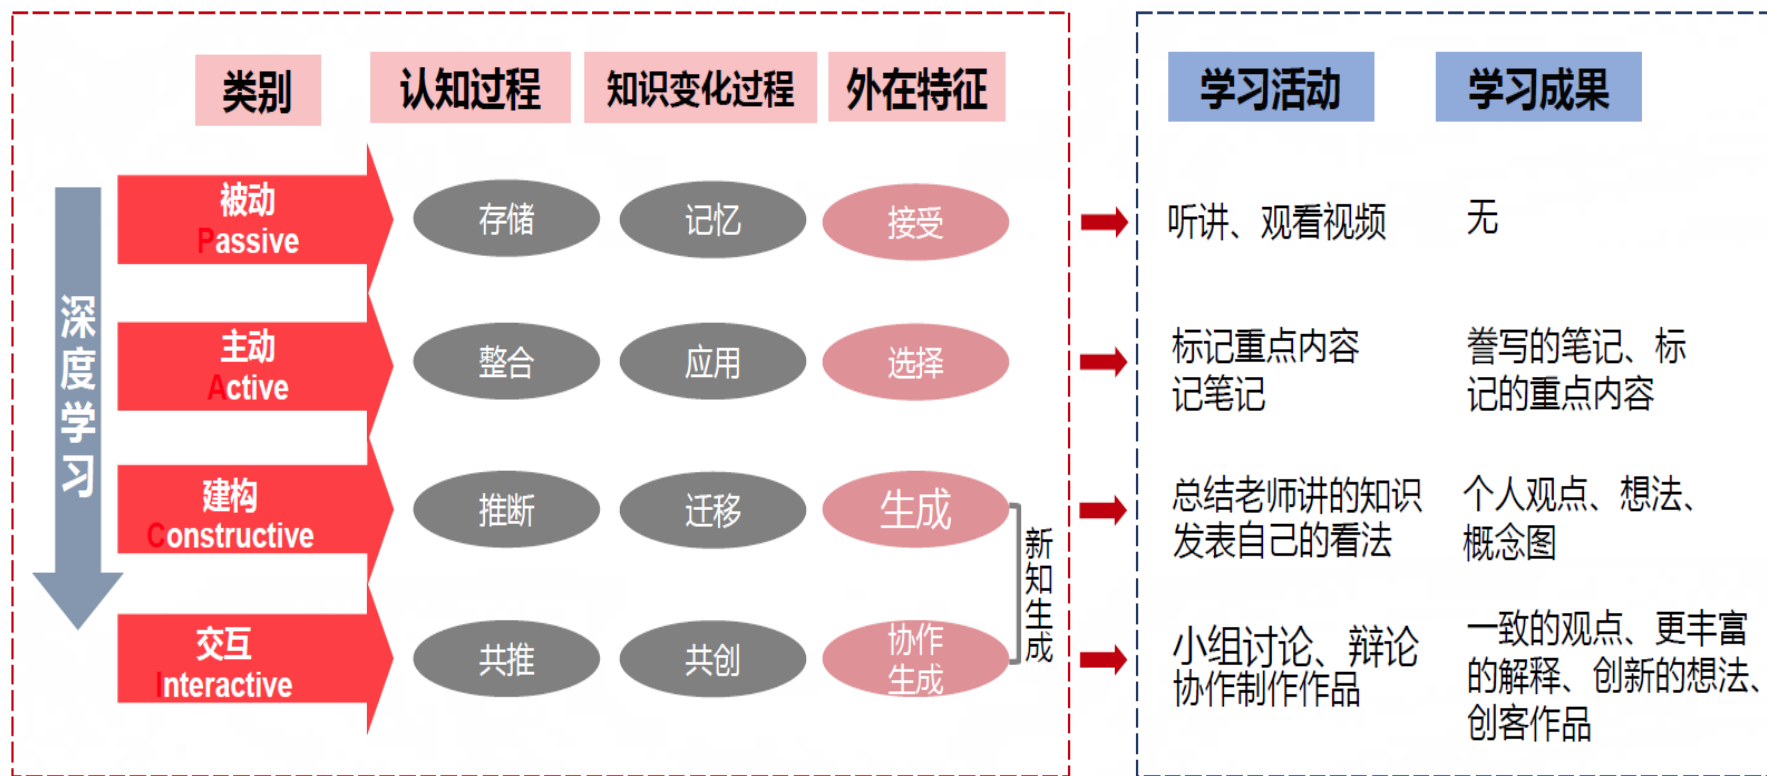 类别
认知过程
知识变化过程
外在特征
学习活动
学习成果
深度学习
被动
Passive
存储
记忆
接受
听讲、观看视频
无
主动
Active
整合
应用
选择
标记重点内容
记笔记
誊写的笔记、标
记的重点内容
建构
Constructive
推断
迁移
生成
总结老师讲的知识
发表自己的看法
个人观点、想法、
概念图
新知生成
交互
Interactive
共推
共创
协作
生成
小组讨论、辩论
协作制作作品
一致的观点、更丰富
的解释、创新的想法、
创客作品